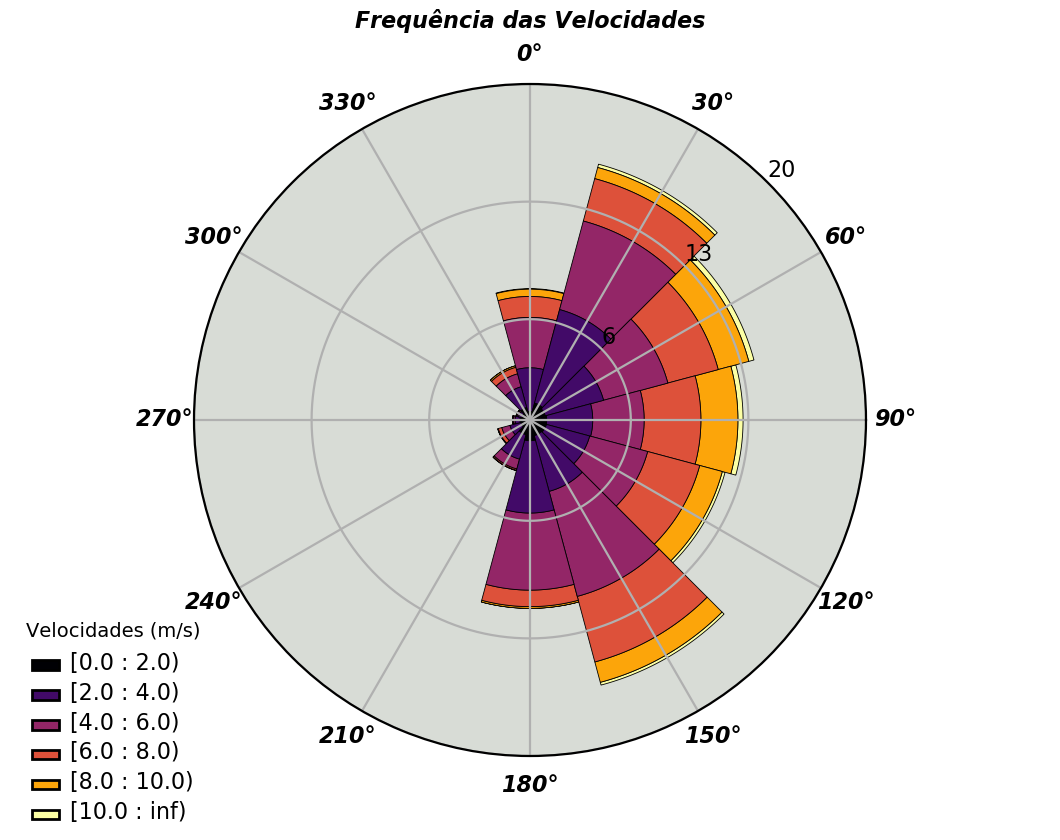 Frequência das Velocidades
0°
330°
30°
20
300°
60°
13
6
270°
90°
240°
120°
210°
150°
180°
Velocidades (m/s)
[0.0 : 2.0)
[2.0 : 4.0)
[4.0 : 6.0)
[6.0 : 8.0)
[8.0 : 10.0)
[10.0 : inf)